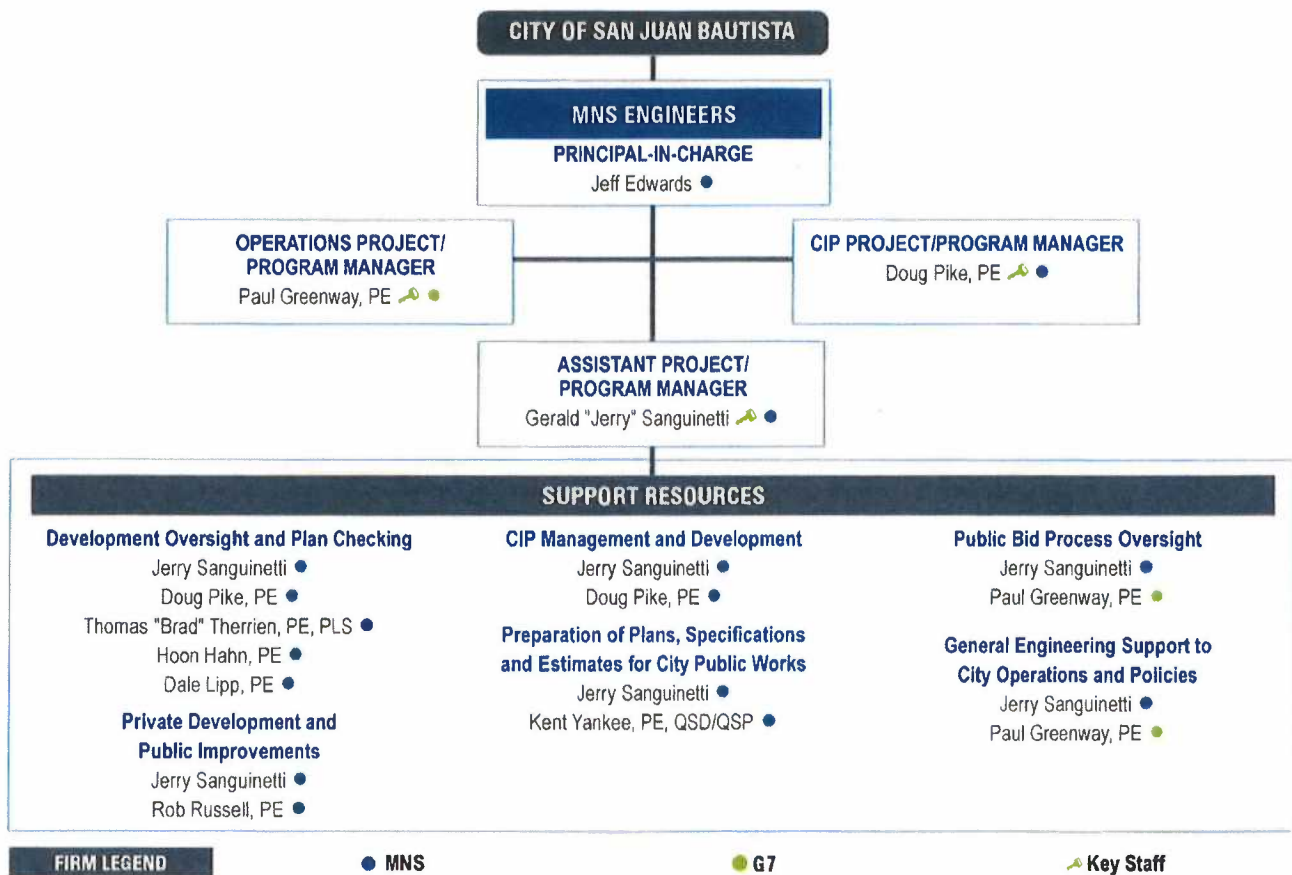 CITY OF SAN JUAN BAUTISTA
MNS ENGINEERS
PRINCIPAL-IN-CHARGE
Jeff Edwards
OPERATIONS PROJECT/
PROGRAM MANAGER
Paul Greenway, PE
CIP PROJECT/PROGRAM MANAGER
Doug Pike, PE
ASSISTANT PROJECT/
PROGRAM MANAGER
Gerald "Jerry" Sanguinetti
SUPPORT RESOURCES
Development Oversight and Plan Checking
Jerry Sanguinetti
Doug Pike, PE
Thomas "Brad" Therrien, PE, PLS
Hoon Hahn, PE
Dale Lipp, PE
Private Development and
Public Improvements
Jerry Sanguinetti
Rob Russell, PE
CIP Management and Development
Jerry Sanguinetti
Doug Pike, PE
Preparation of Plans, Specifications
and Estimates for City Public Works
Jerry Sanguinetti
Kent Yankee, PE, QSD/QSP
Public Bid Process Oversight
Jerry Sanguinetti
Paul Greenway, PE
General Engineering Support to
City Operations and Policies
Jerry Sanguinetti
Paul Greenway, PE
FIRM LEGEND
MNS
G7
Key Staff